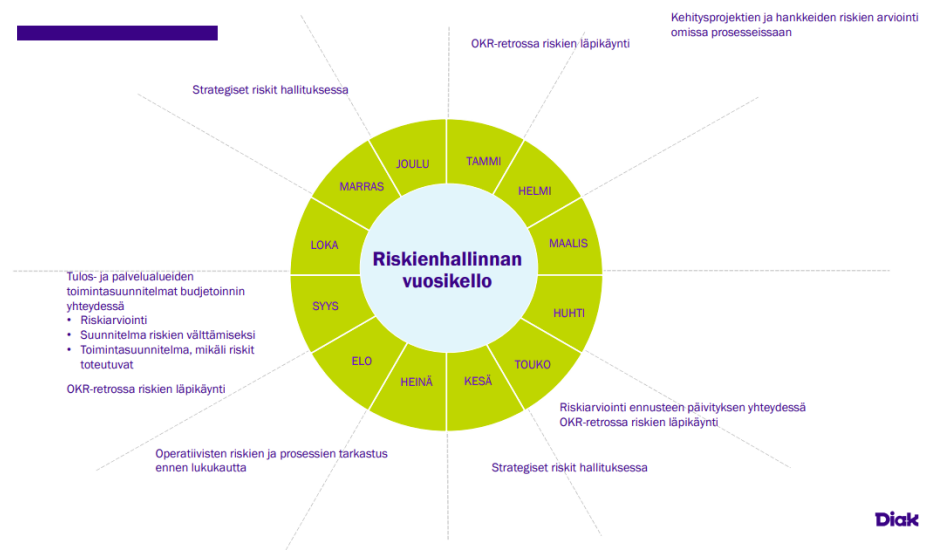 Kehitysprojektien ja hankkeiden riskien arviointi
omissa prosesseissaan
OKR-retrossa riskien läpikäynti
Strategiset riskit hallituksessa
JOULU
TAMMI
MARRAS
HELMI
LOKA
MAALIS
Riskienhallinnan
vuosikello
Tulos- ja palvelualueiden
toimintasuunnitelmat budjetoinnin
yhteydessä
• Riskiarviointi
• Suunnitelma riskien välttämiseksi
• Toimintasuunnitelma, mikäli riskit
toteutuvat
OKR-retrossa riskien läpikäynti
SYYS
HUHTI
ELO
TOUKO
HEINÄ
KESÄ
Riskiarviointi ennusteen päivityksen yhteydessä
OKR-retrossa riskien läpikäynti
Operatiivisten riskien ja prosessien tarkastus
ennen lukukautta
Strategiset riskit hallituksessa
Diak